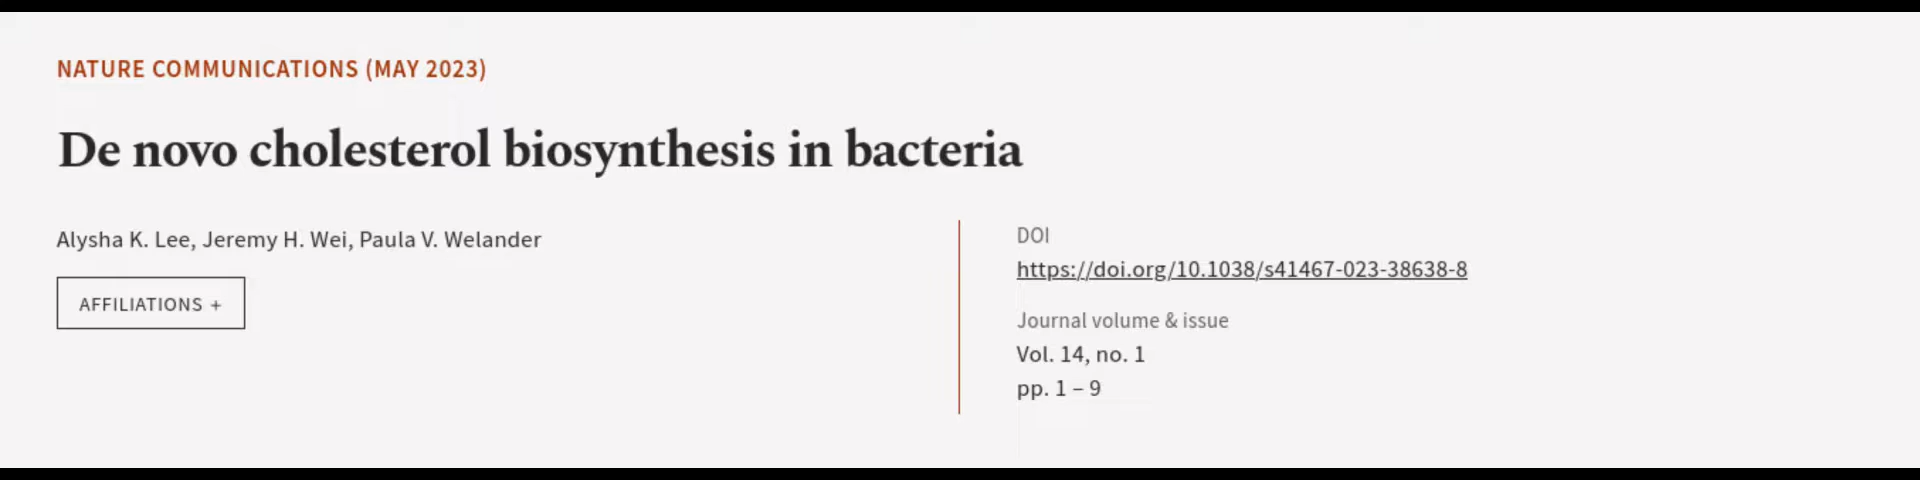 NATURE COMMUNICATIONS (MAY 2023)
De novo cholesterol biosynthesis in bacteria
Alysha K. Lee, Jeremy H. Wei, Paula V. Welander
AFFILIATIONS +
DOI
https://doi.org/10.1038/s41467-023-38638-8
Journal volume & issue
Vol. 14, no. 1
pp. 1 – 9